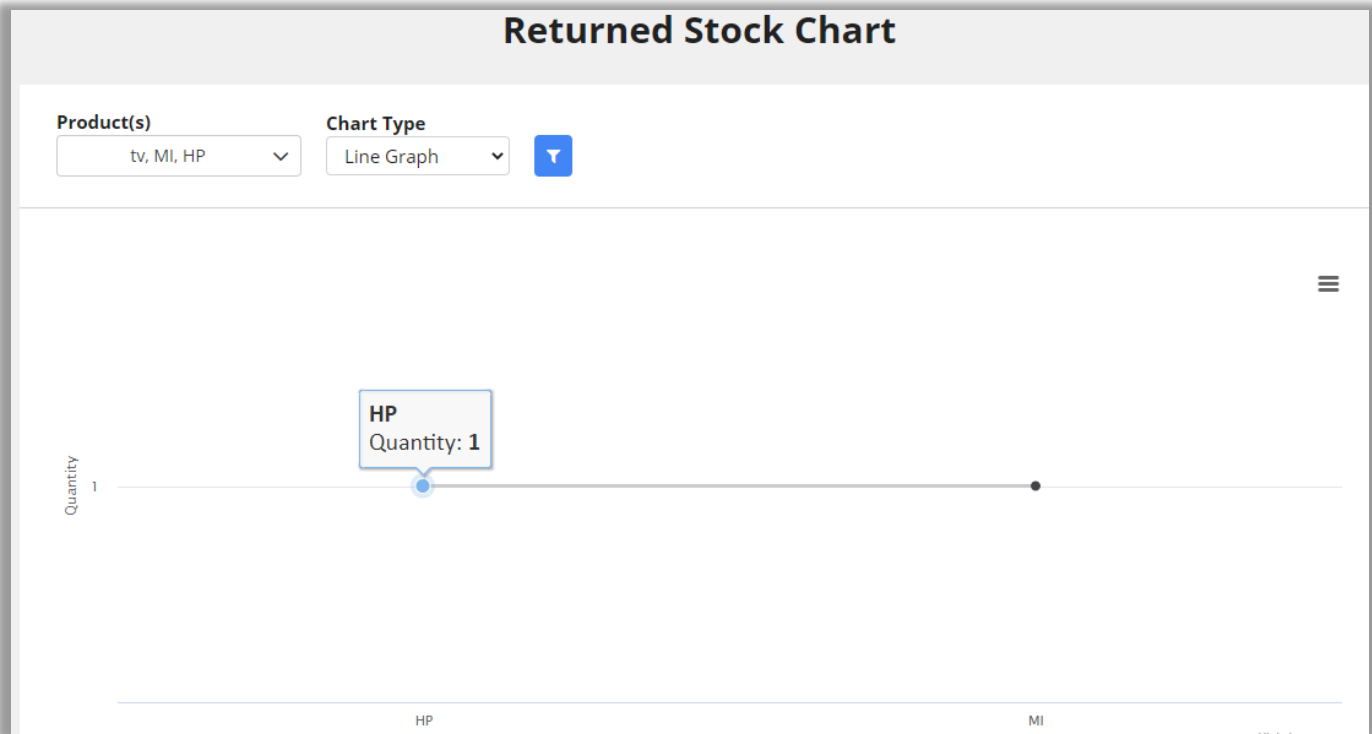 Returned Stock Chart
Product(s)
Chart Type
tv, MI, HP
Line Graph
HP
Quantity: 1
Quantity
1
HP
MI